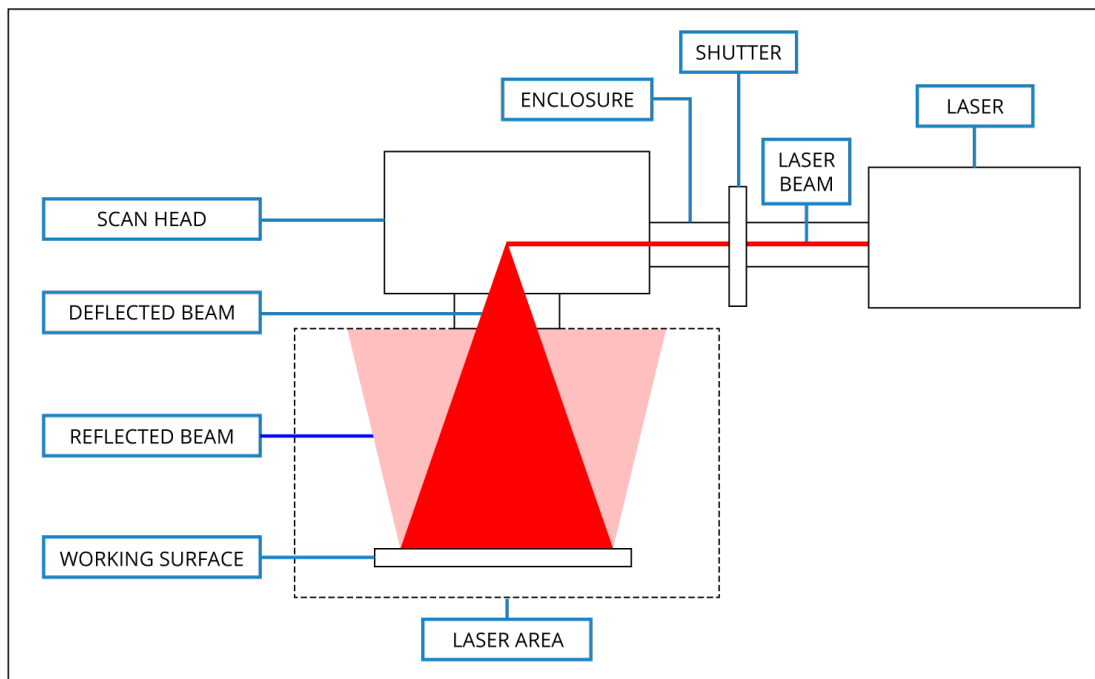 SHUTTER
ENCLOSURE
LASER
LASER
BEAM
SCAN HEAD
DEFLECTED BEAM
REFLECTED BEAM
WORKING SURFACE
LASER AREA